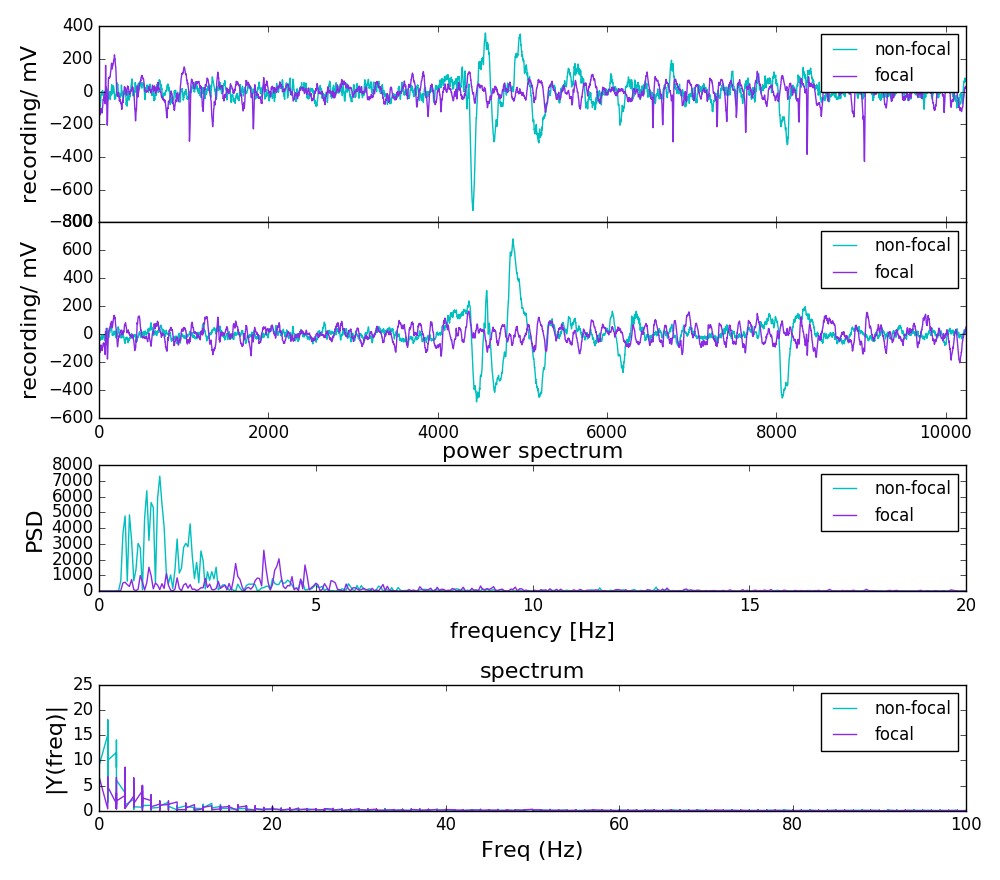 400
200
0
−200
−400
−600
−800
recording/ mV
non-focal
focal
800
600
400
200
0
−200
−400
−600
recording/ mV
non-focal
focal
0 2000 4000 6000 8000 10000
power spectrum
8000
7000
6000
5000
4000
3000
2000
1000
0
PSD
non-focal
focal
0 5 10 15 20
frequency [Hz]
spectrum
25
20
15
10
5
0
|Y(freq)|
non-focal
focal
0 20 40 60 80 100
Freq (Hz)